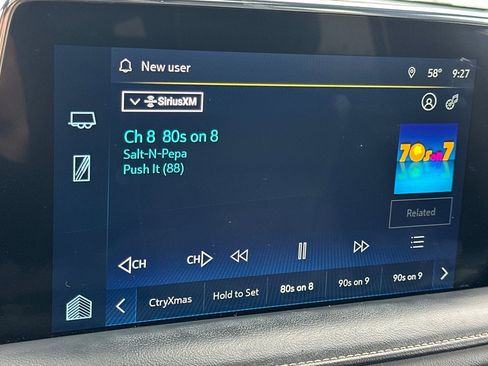 New user
58° 9:27
SiriusXM
Ch 8 80s on 8
Salt-N-Pepa
Push It (88)
70s on 7
Related
CH CH
CtryXmas Hold to Set 80s on 8 90s on 9 90s on 9